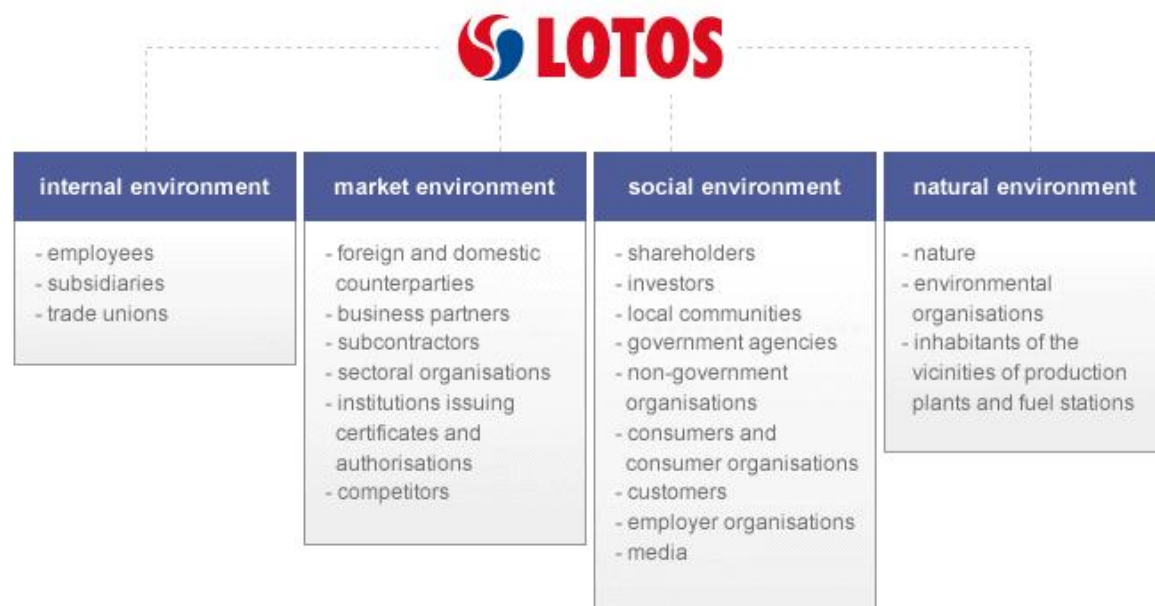 LOTOS
internal environment
- employees
- subsidiaries
- trade unions
market environment
- foreign and domestic
counterparties
- business partners
- subcontractors
- sectoral organisations
- institutions issuing
certificates and
authorisations
- competitors
social environment
- shareholders
- investors
- local communities
- government agencies
- non-government
organisations
- consumers and
consumer organisations
- customers
- employer organisations
- media
natural environment
- nature
- environmental
organisations
- inhabitants of the
vicinities of production
plants and fuel stations